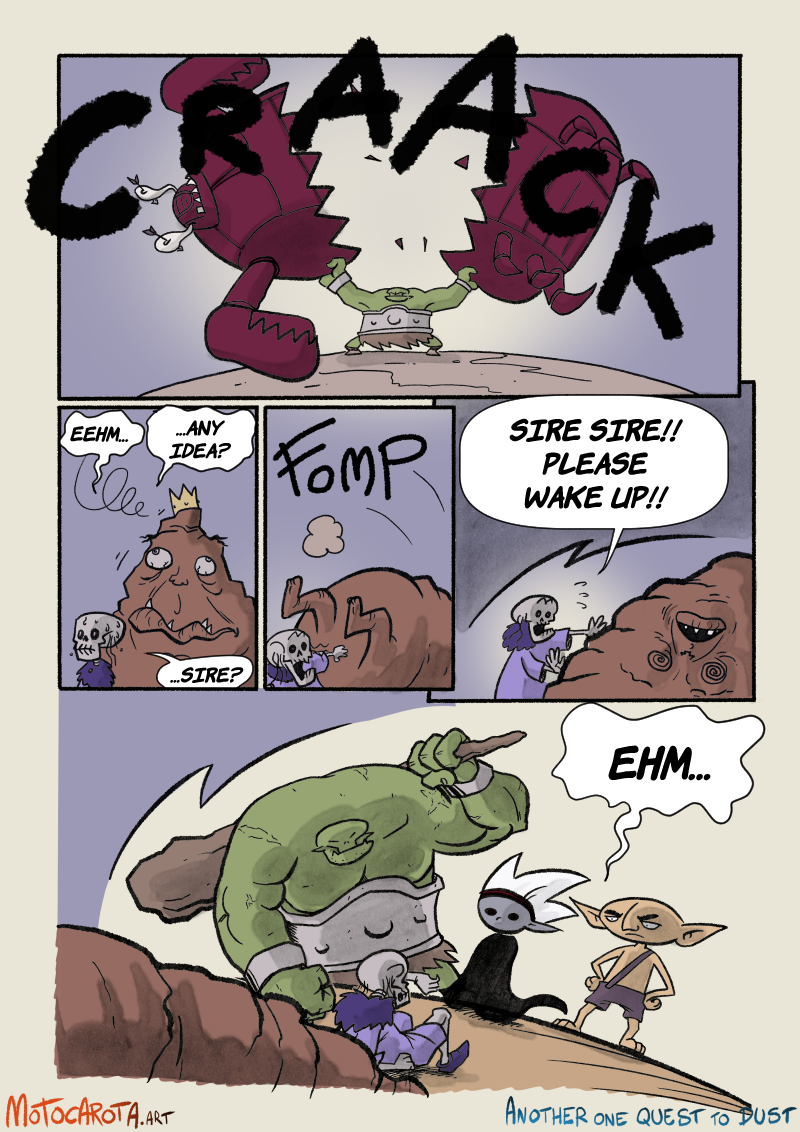 CRAACK
EEHM...
...ANY
IDEA?
...SIRE?
FOMP
SIRE SIRE!!
PLEASE
WAKE UP!!
EHM...
MOTOCAROTA.ART
ANOTHER ONE QUEST TO DUST